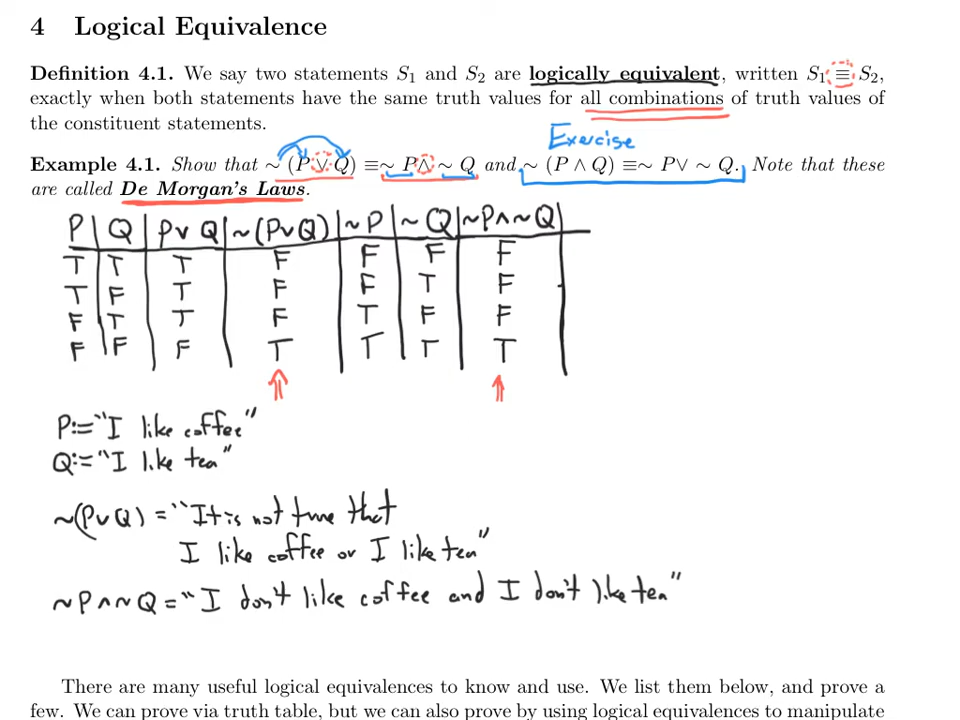 4 Logical Equivalence
Definition 4.1. We say two statements S₁ and S₂ are logically equivalent, written S₁ ≡ S₂,
exactly when both statements have the same truth values for all combinations of truth values of
the constituent statements.
Exercise
Example 4.1. Show that ∼ (P ∨ Q) ≡∼ P∧ ∼ Q and ∼ (P ∧ Q) ≡∼ P∨ ∼ Q. Note that these
are called De Morgan's Laws.
P | Q | P∨Q | ~(P∨Q) | ~P | ~Q | ~P∧~Q |
T | T | T | F | F | F | F
T | F | T | F | F | T | F
F | T | T | F | T | F | F
F | F | F | T | T | T | T
P:="I like coffee"
Q:="I like tea"
~(P∨Q) = "It is not true that
I like coffee or I like tea"
~P∧~Q = "I don't like coffee and I don't like tea"
There are many useful logical equivalences to know and use. We list them below, and prove a
few. We can prove via truth table, but we can also prove by using logical equivalences to manipulate